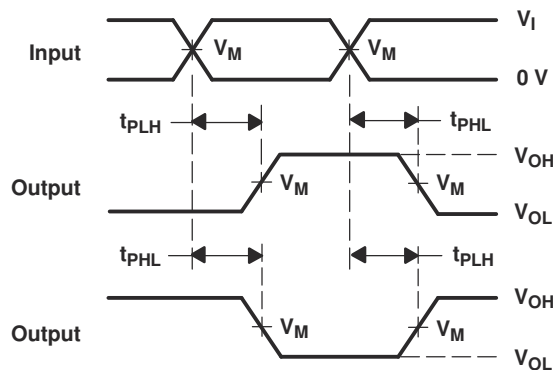 V_I
Input V_M V_M
0 V
t_PLH t_PHL
V_OH
Output V_M V_M
V_OL
t_PHL t_PLH
V_OH
Output V_M V_M
V_OL